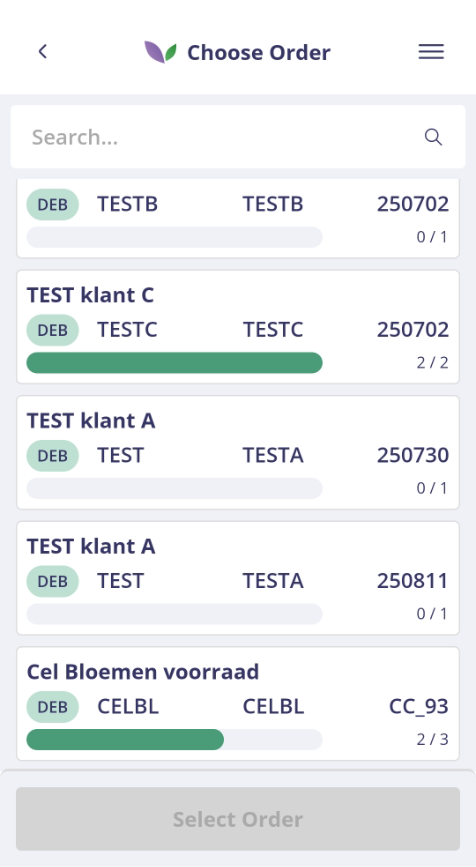 Choose Order
Search...
DEB TESTB TESTB 250702
0 / 1
TEST klant C
DEB TESTC TESTC 250702
2 / 2
TEST klant A
DEB TEST TESTA 250730
0 / 1
TEST klant A
DEB TEST TESTA 250811
0 / 1
Cel Bloemen voorraad
DEB CELBL CELBL CC_93
2 / 3
Select Order